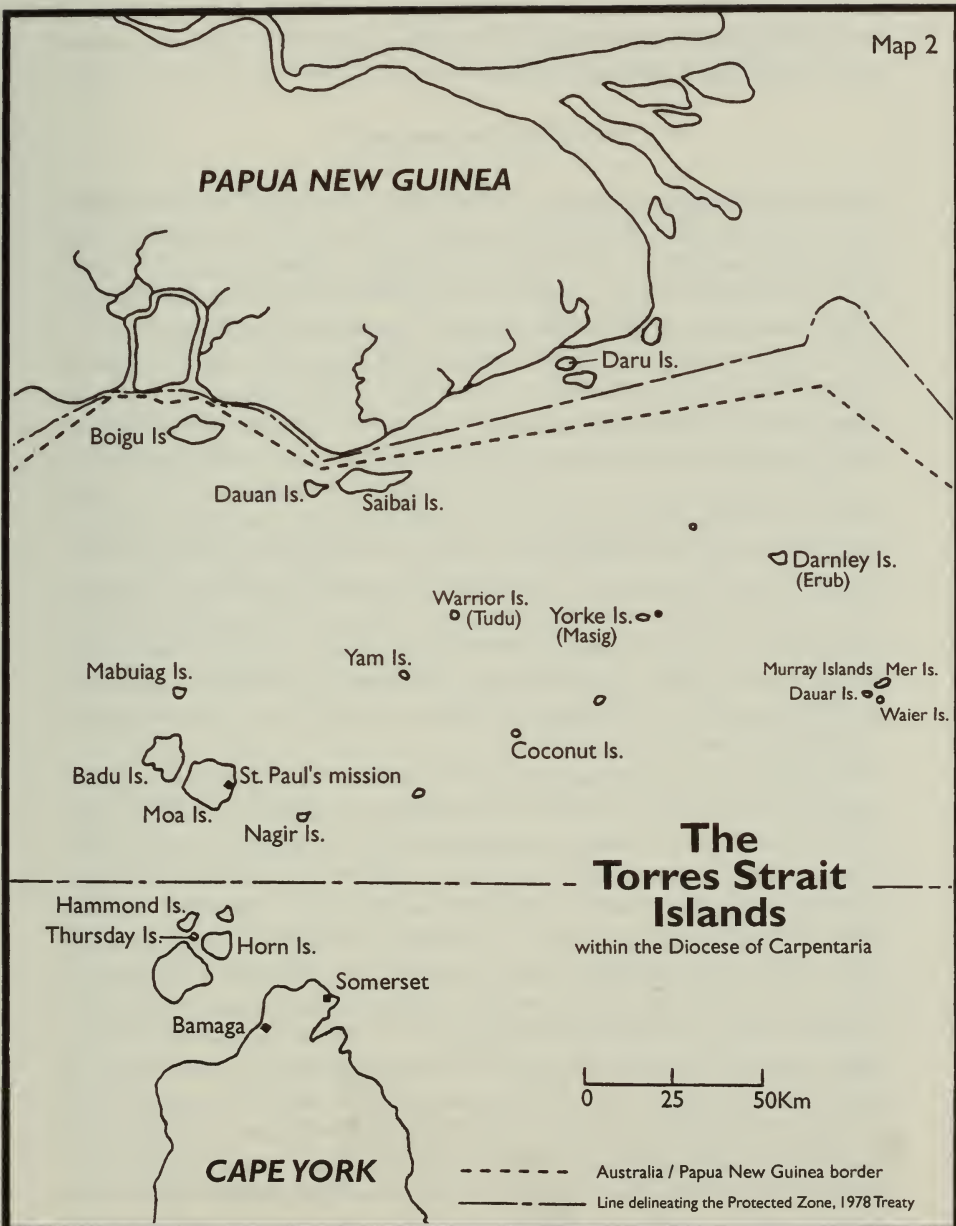 Map 2
PAPUA NEW GUINEA
Daru Is.
Boigu Is
Dauan Is.
Saibai Is.
Darnley Is.
(Erub)
Warrior Is.
(Tudu)
Yorke Is.
(Masig)
Yam Is.
Mabuiag Is.
Murray Islands
Mer Is.
Dauar Is.
Waier Is.
Coconut Is.
Badu Is.
St. Paul's mission
Moa Is.
Nagir Is.
The
Torres Strait
Islands
within the Diocese of Carpentaria
Hammond Is.
Thursday Is.
Horn Is.
Somerset
Bamaga
0 25 50Km
CAPE YORK
Australia / Papua New Guinea border
Line delineating the Protected Zone, 1978 Treaty